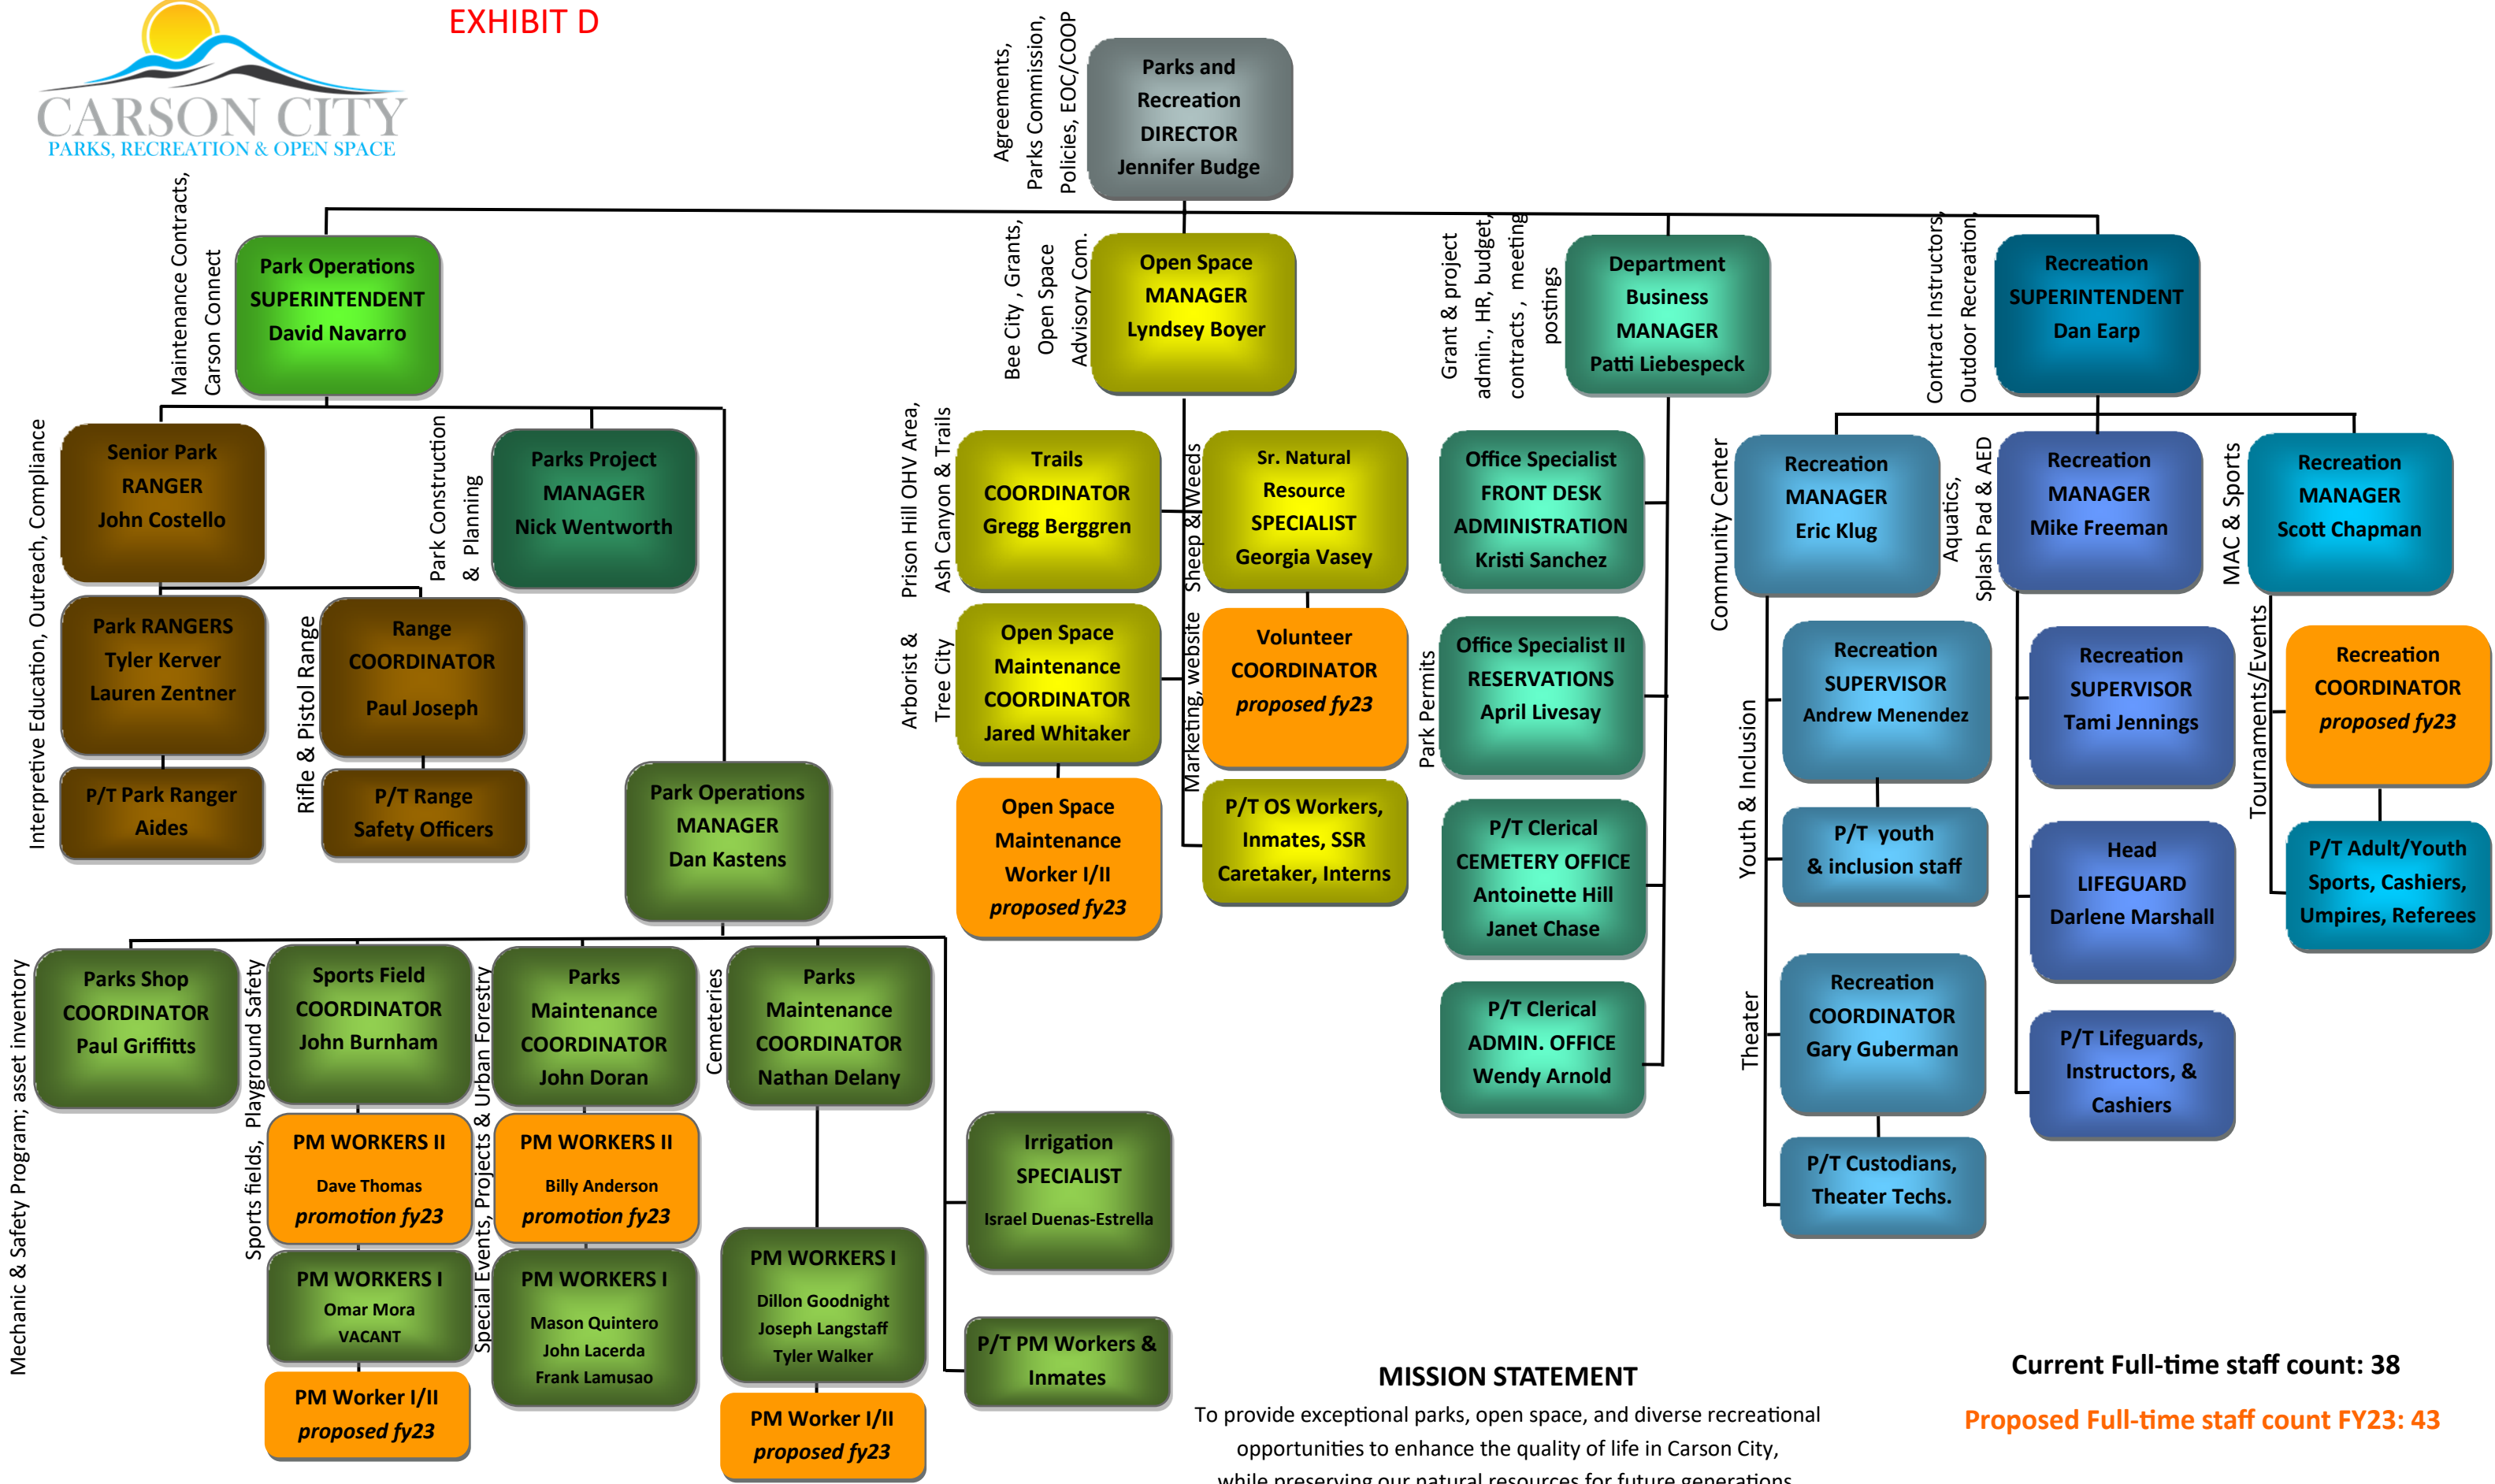 EXHIBIT D
CARSON CITY
PARKS, RECREATION & OPEN SPACE
Agreements,
Parks Commission,
Policies, EOC/COOP
Parks and
Recreation
DIRECTOR
Jennifer Budge
Maintenance Contracts,
Carson Connect
Park Operations
SUPERINTENDENT
David Navarro
Bee City , Grants,
Open Space
Advisory Com.
Open Space
MANAGER
Lyndsey Boyer
Grant & project
admin., HR, budget,
contracts , meeting
postings
Department
Business
MANAGER
Patti Liebespeck
Contract Instructors,
Outdoor Recreation,
Recreation
SUPERINTENDENT
Dan Earp
Interpretive Education, Outreach, Compliance
Senior Park
RANGER
John Costello
Park Construction
& Planning
Parks Project
MANAGER
Nick Wentworth
Park RANGERS
Tyler Kerver
Lauren Zentner
Rifle & Pistol Range
Range
COORDINATOR
Paul Joseph
P/T Park Ranger
Aides
P/T Range
Safety Officers
Park Operations
MANAGER
Dan Kastens
Prison Hill OHV Area,
Ash Canyon & Trails
Trails
COORDINATOR
Gregg Berggren
Sheep & Weeds
Sr. Natural
Resource
SPECIALIST
Georgia Vasey
Arborist &
Tree City
Open Space
Maintenance
COORDINATOR
Jared Whitaker
Marketing, website
Volunteer
COORDINATOR
proposed fy23
Open Space
Maintenance
Worker I/II
proposed fy23
P/T OS Workers,
Inmates, SSR
Caretaker, Interns
Office Specialist
FRONT DESK
ADMINISTRATION
Kristi Sanchez
Park Permits
Office Specialist II
RESERVATIONS
April Livesay
P/T Clerical
CEMETERY OFFICE
Antoinette Hill
Janet Chase
P/T Clerical
ADMIN. OFFICE
Wendy Arnold
Community Center
Recreation
MANAGER
Eric Klug
Aquatics,
Splash Pad & AED
Recreation
MANAGER
Mike Freeman
MAC & Sports
Recreation
MANAGER
Scott Chapman
Youth & Inclusion
Recreation
SUPERVISOR
Andrew Menendez
P/T youth
& inclusion staff
Theater
Recreation
COORDINATOR
Gary Guberman
P/T Custodians,
Theater Techs.
Recreation
SUPERVISOR
Tami Jennings
Head
LIFEGUARD
Darlene Marshall
P/T Lifeguards,
Instructors, &
Cashiers
Tournaments/Events
Recreation
COORDINATOR
proposed fy23
P/T Adult/Youth
Sports, Cashiers,
Umpires, Referees
Mechanic & Safety Program; asset inventory
Parks Shop
COORDINATOR
Paul Griffitts
Sports fields, Playground Safety
Sports Field
COORDINATOR
John Burnham
Special Events, Projects & Urban Forestry
Parks
Maintenance
COORDINATOR
John Doran
Cemeteries
Parks
Maintenance
COORDINATOR
Nathan Delany
PM WORKERS II
Dave Thomas
promotion fy23
PM WORKERS II
Billy Anderson
promotion fy23
PM WORKERS I
Omar Mora
VACANT
PM WORKERS I
Mason Quintero
John Lacerda
Frank Lamusao
PM WORKERS I
Dillon Goodnight
Joseph Langstaff
Tyler Walker
PM Worker I/II
proposed fy23
PM Worker I/II
proposed fy23
Irrigation
SPECIALIST
Israel Duenas-Estrella
P/T PM Workers &
Inmates
MISSION STATEMENT
To provide exceptional parks, open space, and diverse recreational
opportunities to enhance the quality of life in Carson City,
while preserving our natural resources for future generations
Current Full-time staff count: 38
Proposed Full-time staff count FY23: 43